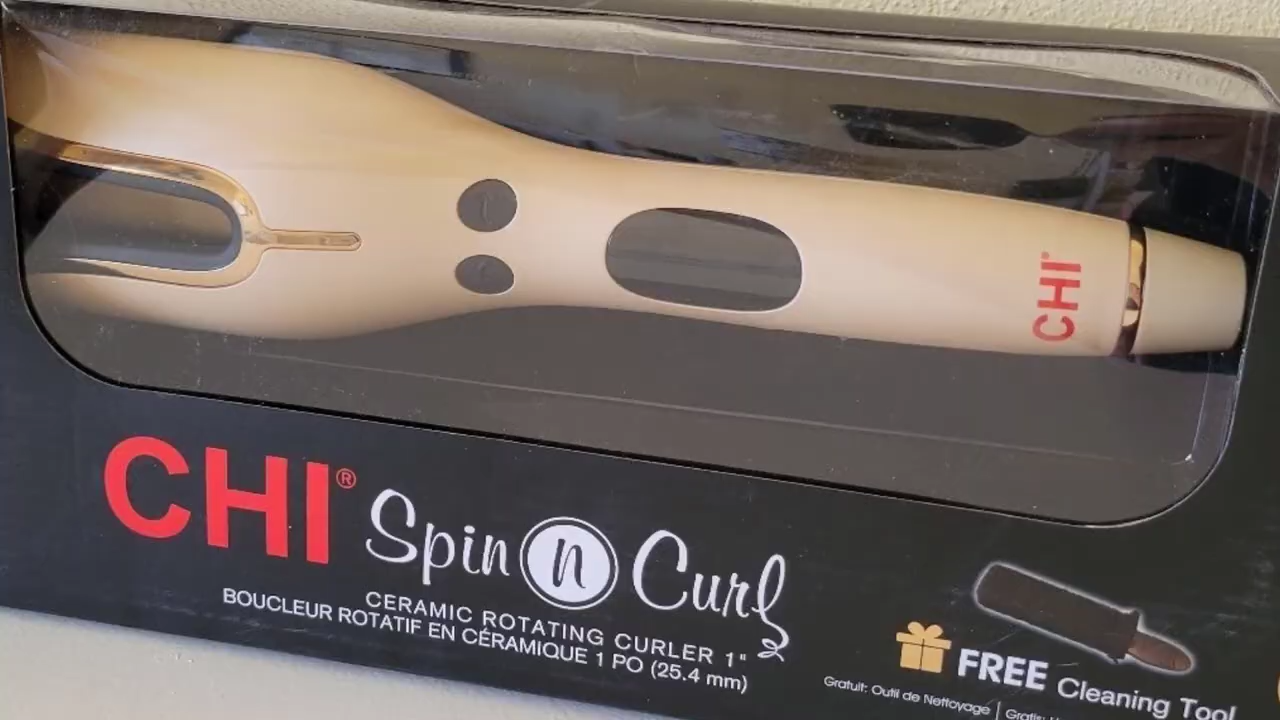 CHI
CHI® Spin n Curl
CERAMIC ROTATING CURLER 1"
BOUCLEUR ROTATIF EN CÉRAMIQUE 1 PO (25.4 mm)
FREE Cleaning Tool
Gratuit: Outil de Nettoyage | Gratis: